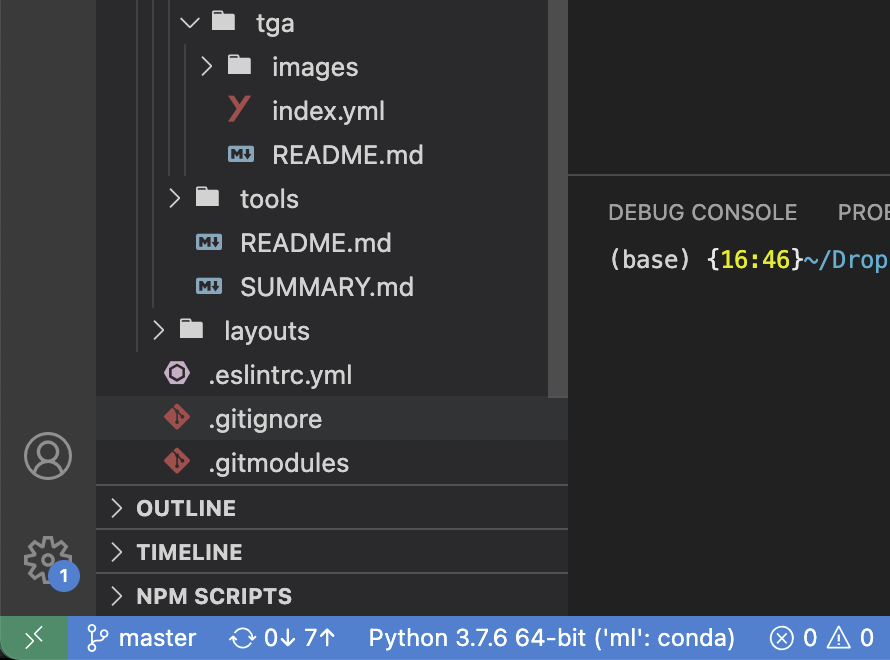 tga
images
index.yml
README.md
tools
README.md
SUMMARY.md
layouts
.eslintrc.yml
.gitignore
.gitmodules
OUTLINE
TIMELINE
NPM SCRIPTS
1
DEBUG CONSOLE PROB
(base) {16:46}~/Drop
master 0↓ 7↑ Python 3.7.6 64-bit ('ml': conda) 0 0